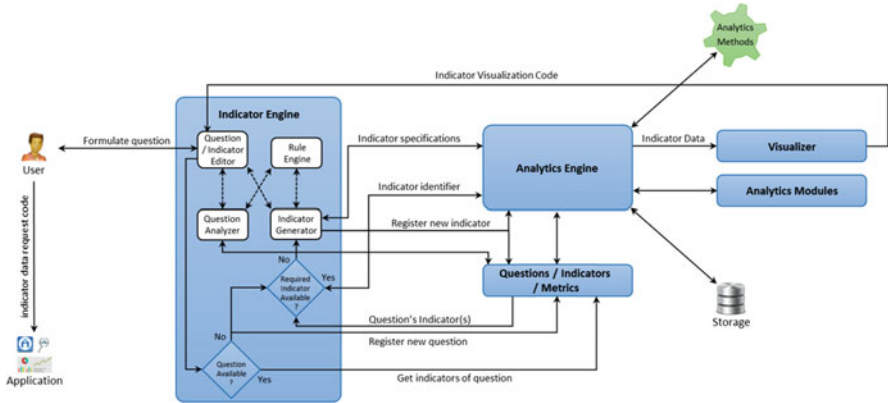 Analytics
Methods
Indicator Visualization Code
Indicator Engine
Formulate question
Question
/ Indicator
Editor
Rule
Engine
Indicator specifications
Analytics Engine
Indicator Data
Visualizer
User
Indicator identifier
Analytics Modules
Question
Analyzer
Indicator
Generator
Register new indicator
indicator data request code
No
Yes
Required
Indicator
Available
?
Questions / Indicators
/ Metrics
Question's Indicator(s)
Storage
No
Register new question
Question
Available
?
Yes
Get indicators of question
Application